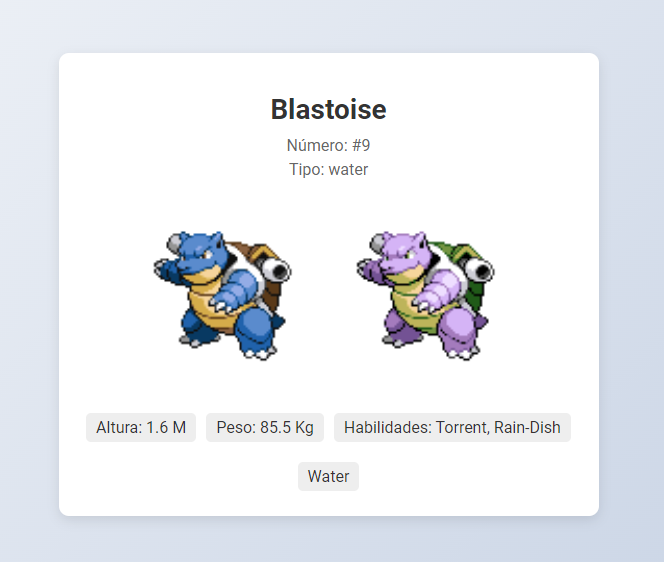 Blastoise
Número: #9
Tipo: water
Altura: 1.6 M Peso: 85.5 Kg Habilidades: Torrent, Rain-Dish
Water